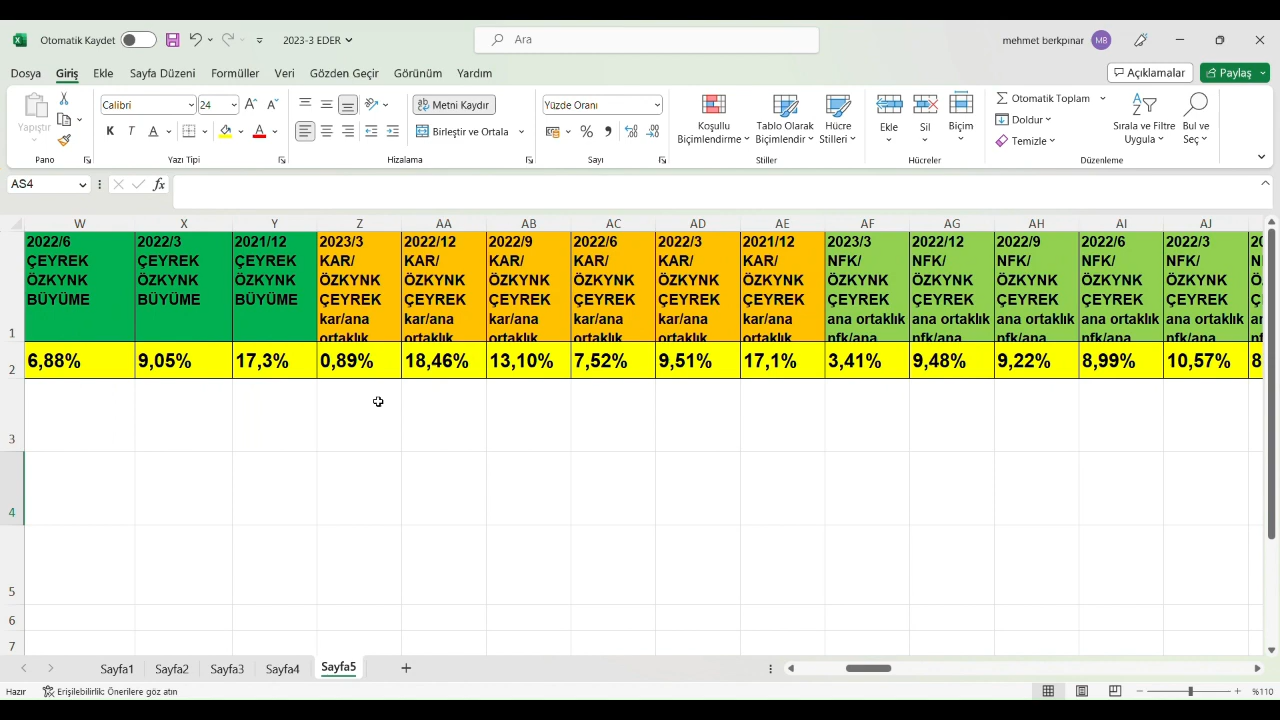 Otomatik Kaydet 2023-3 EDER Ara mehmet berkpınar MB
Dosya Giriş Ekle Sayfa Düzeni Formüller Veri Gözden Geçir Görünüm Yardım Açıklamalar Paylaş
Yapıştır Calibri 24 Metni Kaydır Yüzde Oranı Koşullu Biçimlendirme Tablo Olarak Biçimlendir Hücre Stilleri Ekle Sil Biçim Otomatik Toplam Sırala ve Filtre Uygula Bul ve Seç
K T A Birleştir ve Ortala Doldur
Temizle
Pano Yazı Tipi Hizalama Sayı Stiller Hücreler Düzenleme
AS4 fx
W X Y Z AA AB AC AD AE AF AG AH AI AJ
2022/6 2022/3 2021/12 2023/3 2022/12 2022/9 2022/6 2022/3 2021/12 2023/3 2022/12 2022/9 2022/6 2022/3
ÇEYREK ÇEYREK ÇEYREK KAR/ KAR/ KAR/ KAR/ KAR/ KAR/ NFK/ NFK/ NFK/ NFK/ NFK/
ÖZKYNK ÖZKYNK ÖZKYNK ÖZKYNK ÖZKYNK ÖZKYNK ÖZKYNK ÖZKYNK ÖZKYNK ÖZKYNK ÖZKYNK ÖZKYNK ÖZKYNK ÖZKYNK
BÜYÜME BÜYÜME BÜYÜME ÇEYREK ÇEYREK ÇEYREK ÇEYREK ÇEYREK ÇEYREK ÇEYREK ÇEYREK ÇEYREK ÇEYREK ÇEYREK
kar/ana kar/ana kar/ana kar/ana kar/ana kar/ana ana ortaklık ana ortaklık ana ortaklık ana ortaklık ana ortaklık
1 ortaklık ortaklık ortaklık ortaklık ortaklık ortaklık nfk/ana nfk/ana nfk/ana nfk/ana nfk/ana
2 6,88% 9,05% 17,3% 0,89% 18,46% 13,10% 7,52% 9,51% 17,1% 3,41% 9,48% 9,22% 8,99% 10,57%
3
4
5
6
7
Sayfa1 Sayfa2 Sayfa3 Sayfa4 Sayfa5
Hazır Erişilebilirlik: Önerilere göz atın %110